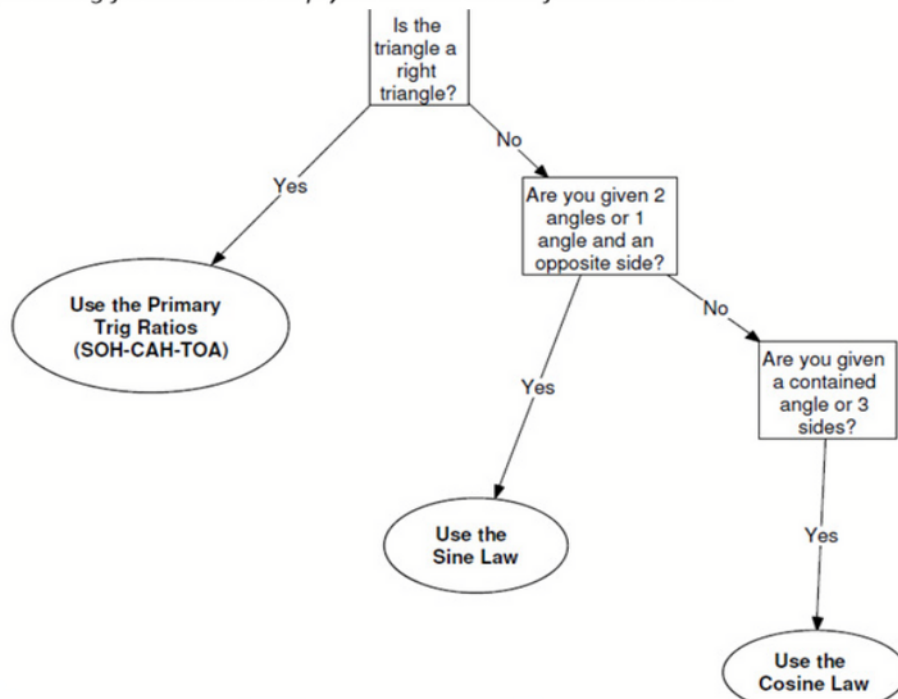 Is the
triangle a
right
triangle?
No
Yes
Are you given 2
angles or 1
angle and an
opposite side?
Use the Primary
Trig Ratios
(SOH-CAH-TOA)
No
Are you given
a contained
angle or 3
sides?
Yes
Use the
Sine Law
Yes
Use the
Cosine Law